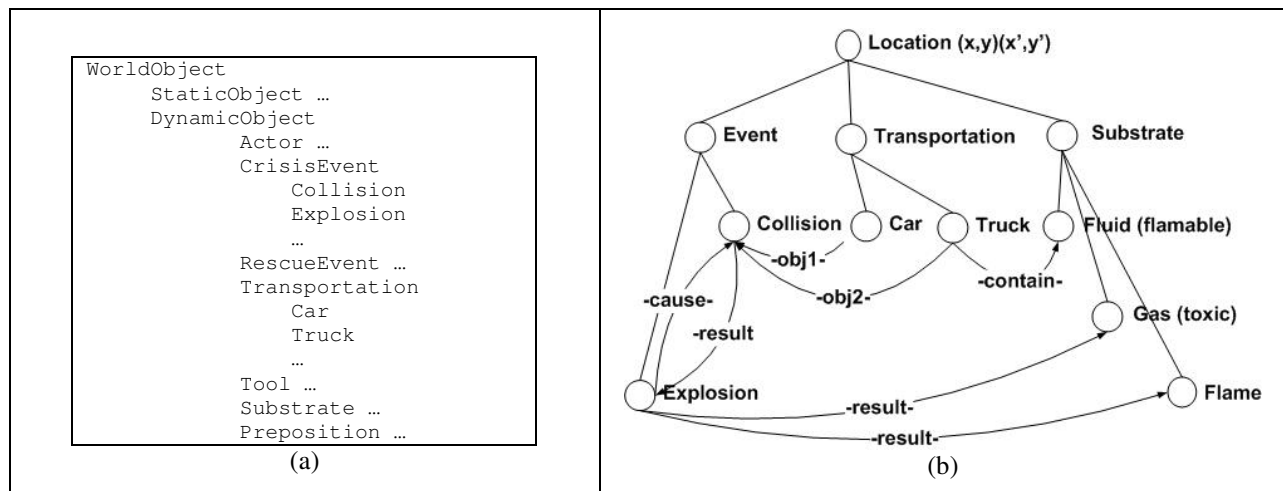 WorldObject
StaticObject …
DynamicObject
Actor …
CrisisEvent
Collision
Explosion
…
RescueEvent …
Transportation
Car
Truck
…
Tool …
Substrate …
Preposition …
(a)
Location (x,y)(x',y')
Event
Transportation
Substrate
Collision
Car
Truck
Fluid (flamable)
-obj1-
-cause-
-obj2-
-contain-
-result
Gas (toxic)
Explosion
Flame
-result-
-result-
(b)